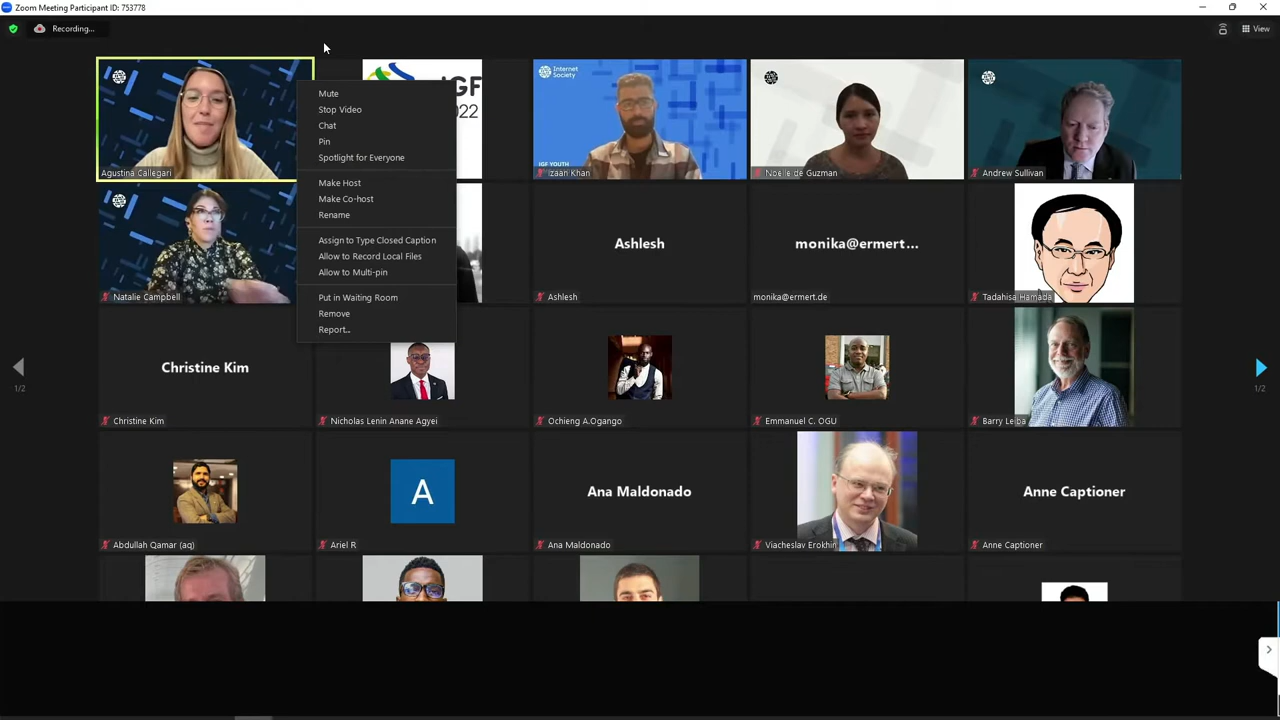 Zoom Meeting Participant ID: 753778
Recording...
View
Agustina Callegari
Mute
Stop Video
Chat
Pin
Spotlight for Everyone
Make Host
Make Co-host
Rename
Assign to Type Closed Caption
Allow to Record Local Files
Allow to Multi-pin
Put in Waiting Room
Remove
Report...
IGF
2022
Internet
Society
IGF YOUTH
Izaan Khan
Noelle de Guzman
Andrew Sullivan
Natalie Campbell
Ashlesh
Ashlesh
monika@ermert...
monika@ermert.de
Tadahisa Hamada
1/2
Christine Kim
Christine Kim
Nicholas Lenin Anane Agyei
Ochieng A.Ogango
Emmanuel C. OGU
Barry Leiba
1/2
Abdullah Qamar (aq)
A
Ariel R
Ana Maldonado
Ana Maldonado
Viacheslav Erokhin
Anne Captioner
Anne Captioner